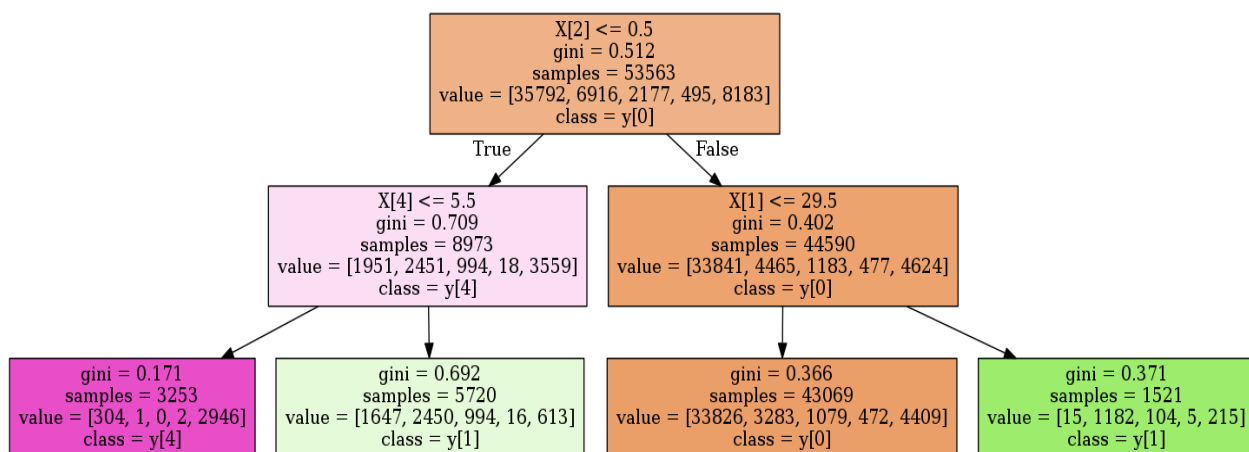 X[2] <= 0.5
gini = 0.512
samples = 53563
value = [35792, 6916, 2177, 495, 8183]
class = y[0]
True
False
X[4] <= 5.5
gini = 0.709
samples = 8973
value = [1951, 2451, 994, 18, 3559]
class = y[4]
X[1] <= 29.5
gini = 0.402
samples = 44590
value = [33841, 4465, 1183, 477, 4624]
class = y[0]
gini = 0.171
samples = 3253
value = [304, 1, 0, 2, 2946]
class = y[4]
gini = 0.692
samples = 5720
value = [1647, 2450, 994, 16, 613]
class = y[1]
gini = 0.366
samples = 43069
value = [33826, 3283, 1079, 472, 4409]
class = y[0]
gini = 0.371
samples = 1521
value = [15, 1182, 104, 5, 215]
class = y[1]